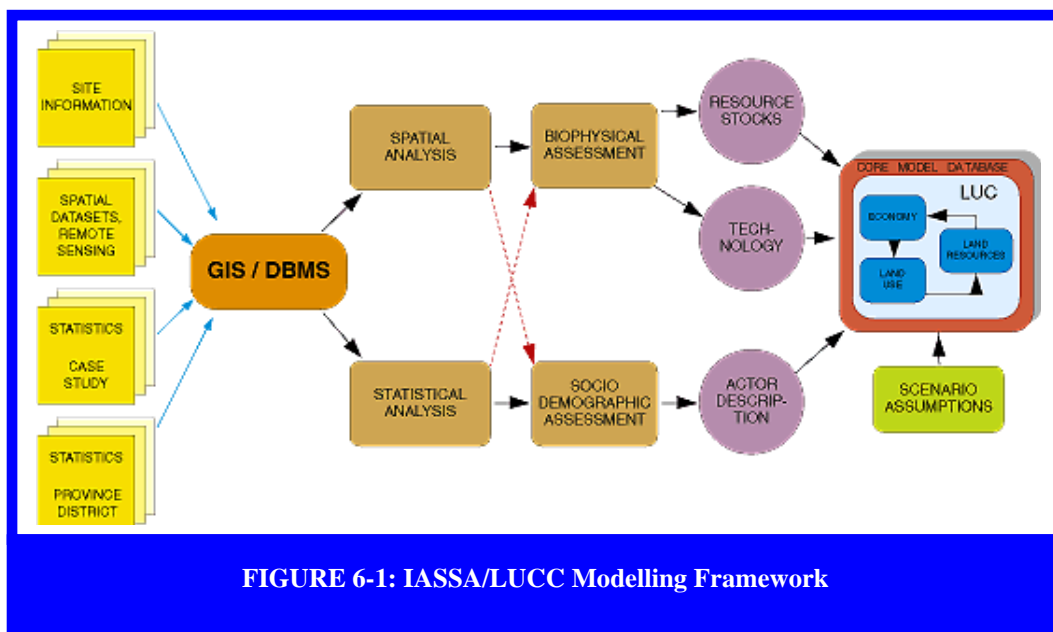 SITE
INFORMATION
SPATIAL
DATASETS,
REMOTE
SENSING
STATISTICS
CASE
STUDY
STATISTICS
PROVINCE
DISTRICT
GIS / DBMS
SPATIAL
ANALYSIS
STATISTICAL
ANALYSIS
BIOPHYSICAL
ASSESSMENT
SOCIO
DEMOGRAPHIC
ASSESSMENT
RESOURCE
STOCKS
TECH-
NOLOGY
ACTOR
DESCRIP-
TION
CORE MODEL DATABASE
LUC
ECONOMY
LAND
RESOURCES
LAND
USE
SCENARIO
ASSUMPTIONS
FIGURE 6-1: IASSA/LUCC Modelling Framework